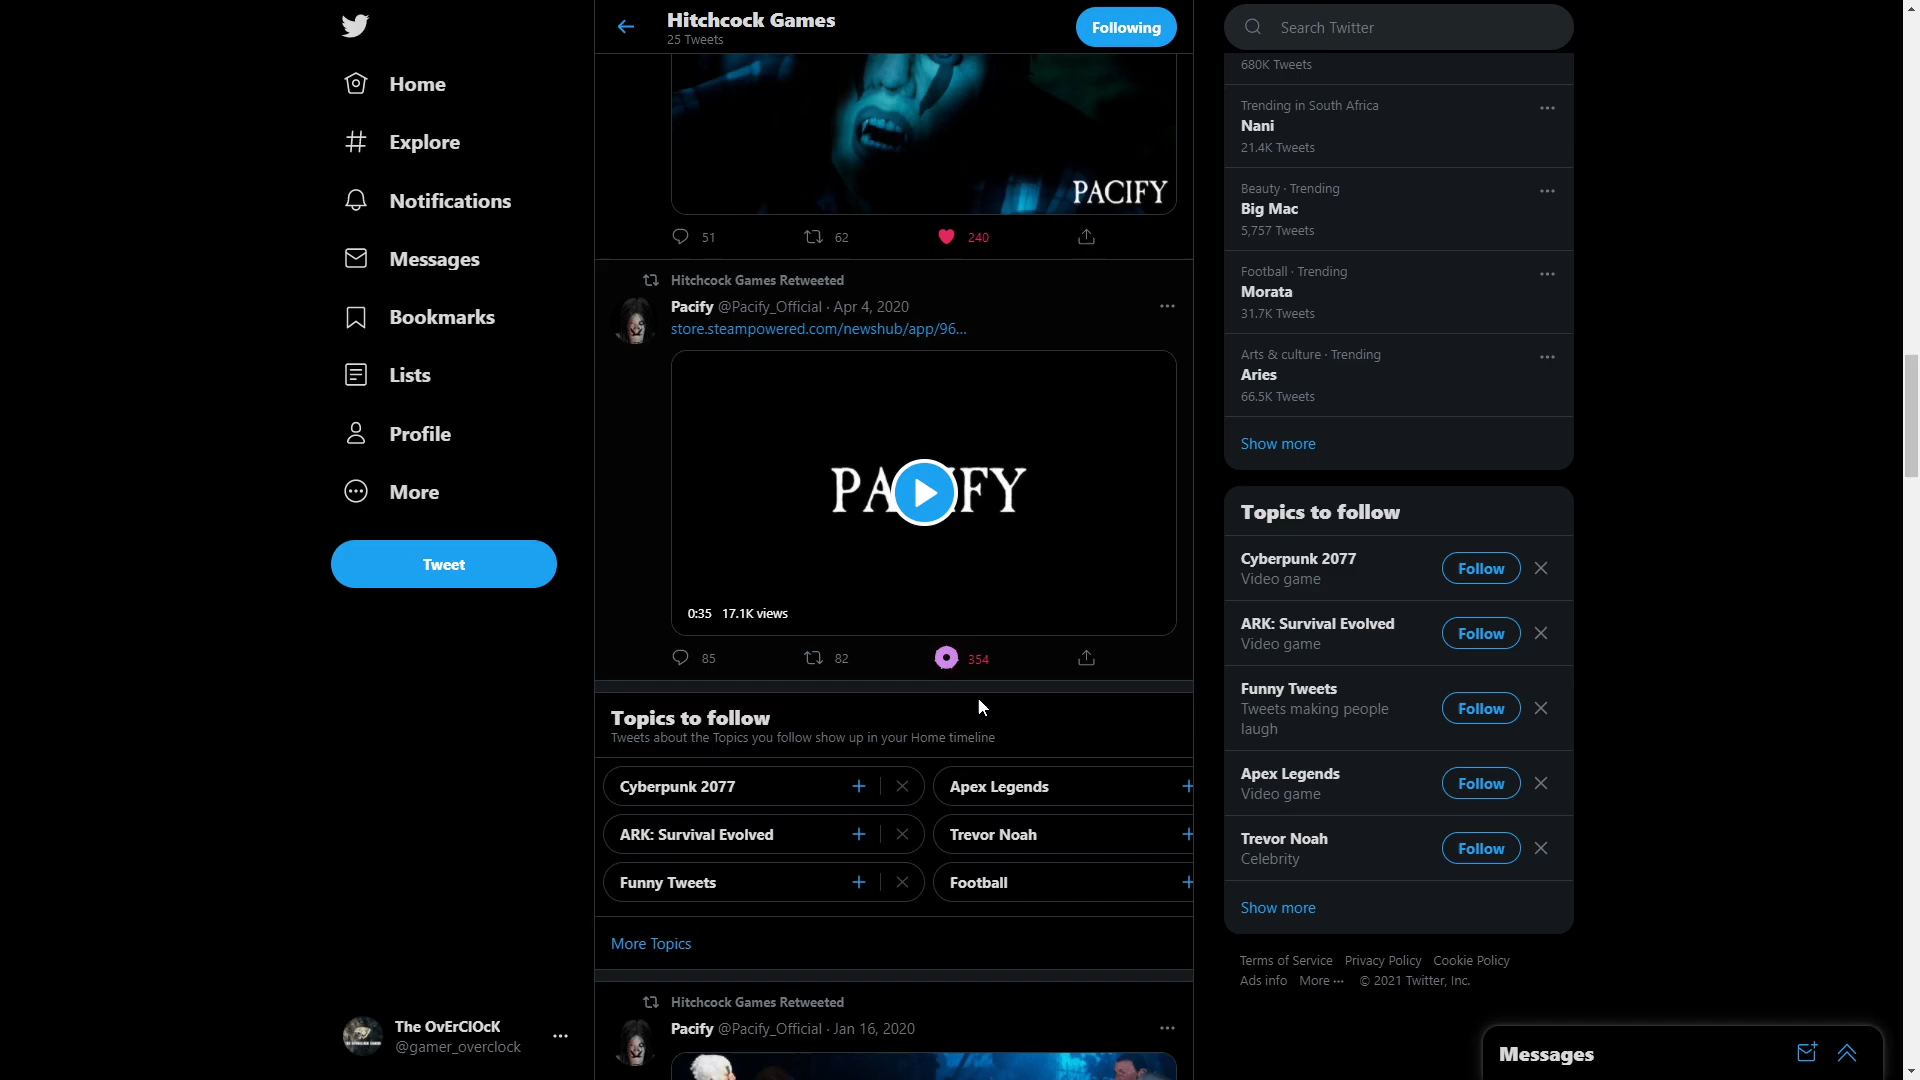 Home
Explore
Notifications
Messages
Bookmarks
Lists
Profile
More
Tweet
The OvErClOcK
@gamer_overclock
Hitchcock Games
25 Tweets
Following
PACIFY
51 62 240
Hitchcock Games Retweeted
Pacify @Pacify_Official · Apr 4, 2020
store.steampowered.com/newshub/app/96...
0:35 17.1K views
85 82 354
Topics to follow
Tweets about the Topics you follow show up in your Home timeline
Cyberpunk 2077 Apex Legends
ARK: Survival Evolved Trevor Noah
Funny Tweets Football
More Topics
Hitchcock Games Retweeted
Pacify @Pacify_Official · Jan 16, 2020
Search Twitter
680K Tweets
Trending in South Africa
Nani
21.4K Tweets
Beauty · Trending
Big Mac
5,757 Tweets
Football · Trending
Morata
31.7K Tweets
Arts & culture · Trending
Aries
66.5K Tweets
Show more
Topics to follow
Cyberpunk 2077
Video game
Follow
ARK: Survival Evolved
Video game
Follow
Funny Tweets
Tweets making people
laugh
Follow
Apex Legends
Video game
Follow
Trevor Noah
Celebrity
Follow
Show more
Terms of Service Privacy Policy Cookie Policy
Ads info More ··· © 2021 Twitter, Inc.
Messages